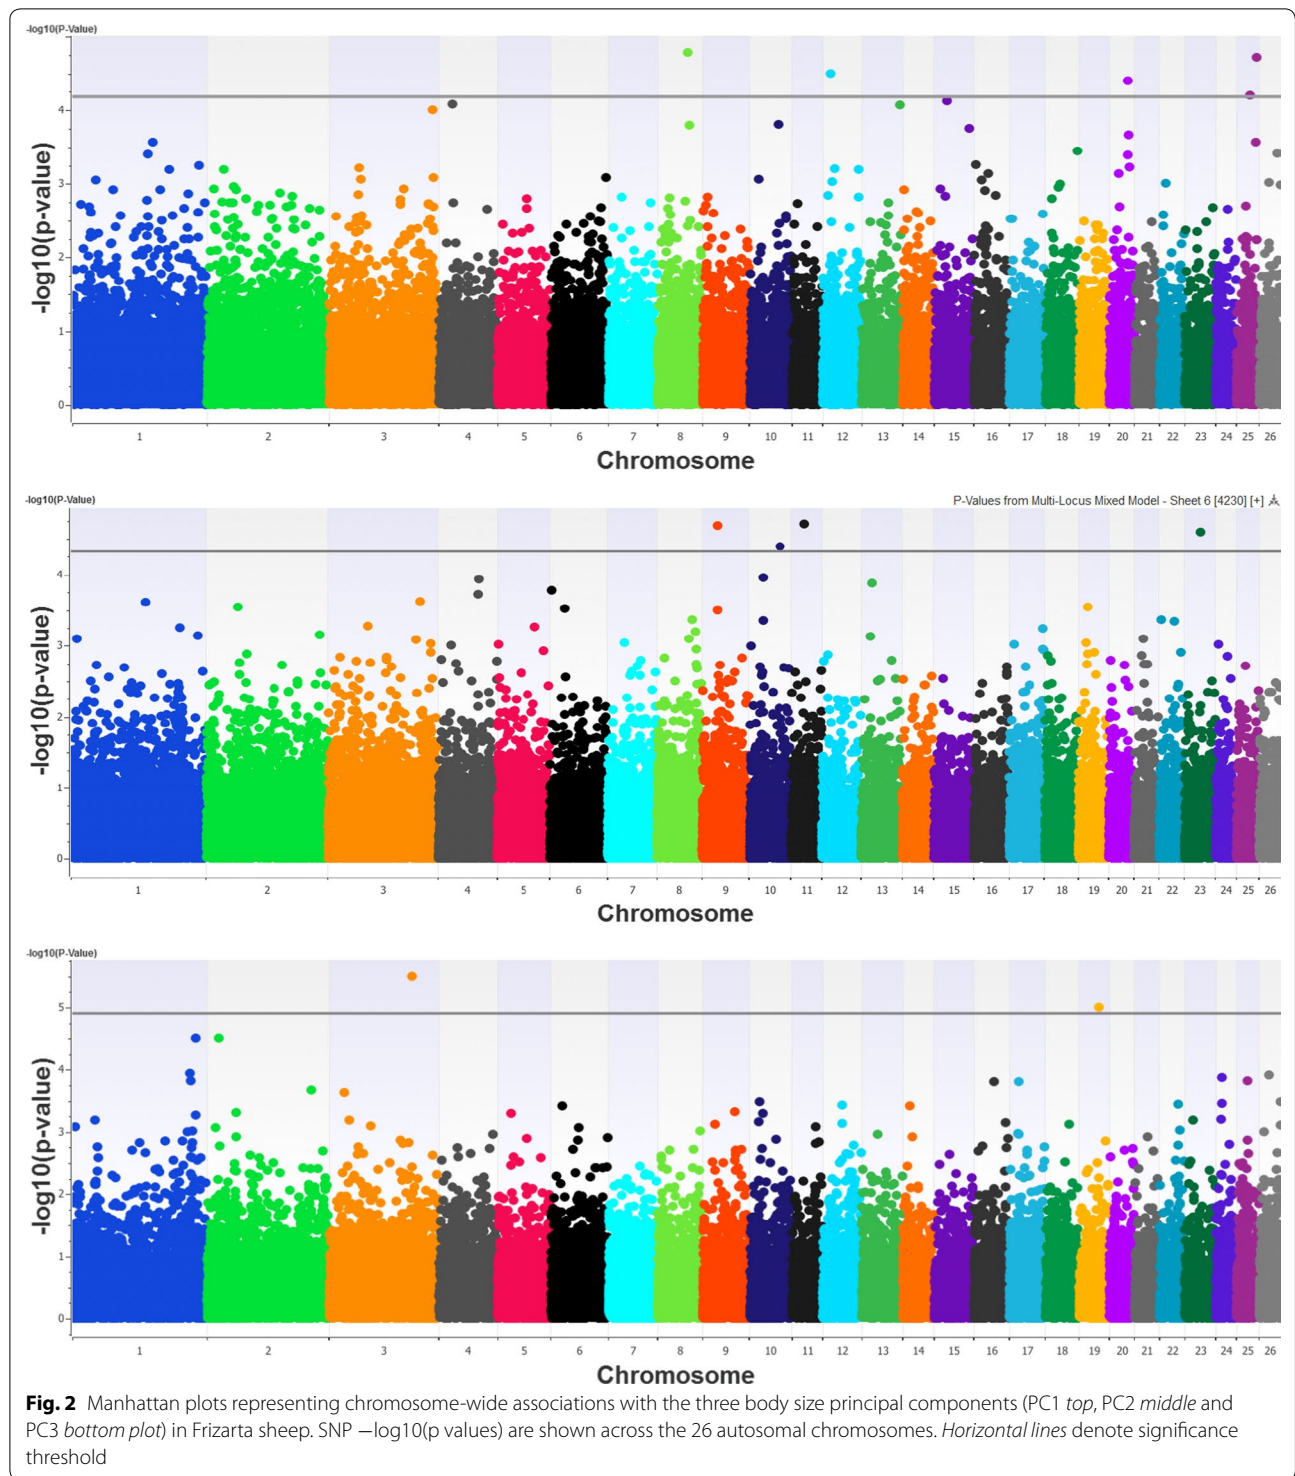 -log10(P-Value)
-log10(p-value)
4
3
2
1
0
1 2 3 4 5 6 7 8 9 10 11 12 13 14 15 16 17 18 19 20 21 22 23 24 25 26
Chromosome
-log10(P-Value)
P-Values from Multi-Locus Mixed Model - Sheet 6 [4230] [+]
-log10(p-value)
4
3
2
1
0
1 2 3 4 5 6 7 8 9 10 11 12 13 14 15 16 17 18 19 20 21 22 23 24 25 26
Chromosome
-log10(P-Value)
-log10(p-value)
5
4
3
2
1
0
1 2 3 4 5 6 7 8 9 10 11 12 13 14 15 16 17 18 19 20 21 22 23 24 25 26
Chromosome
Fig. 2 Manhattan plots representing chromosome-wide associations with the three body size principal components (PC1 top, PC2 middle and
PC3 bottom plot) in Frizarta sheep. SNP −log10(p values) are shown across the 26 autosomal chromosomes. Horizontal lines denote significance
threshold